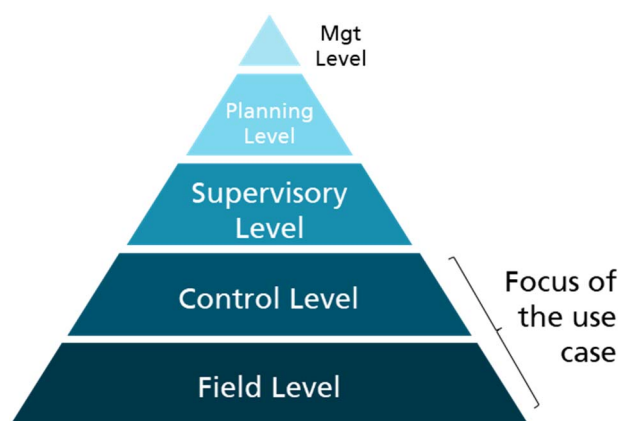 Mgt
Level
Planning
Level
Supervisory
Level
Control Level
Focus of
the use
case
Field Level